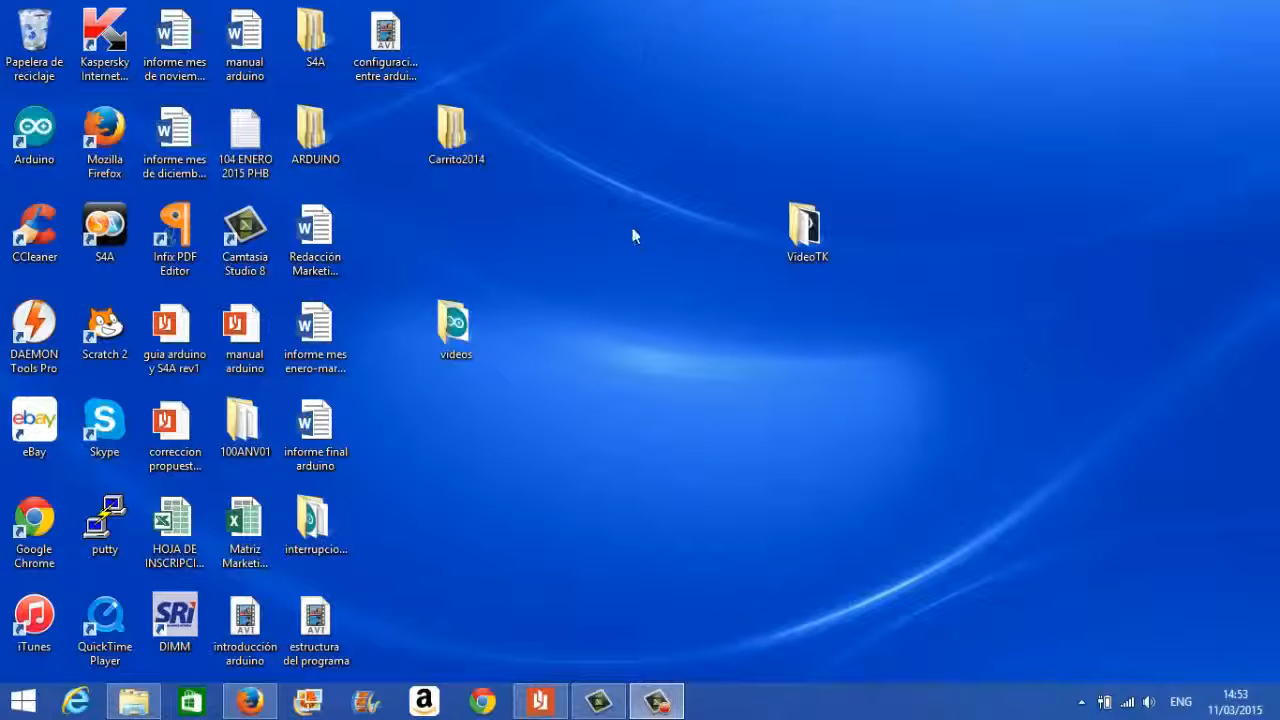 Papelera de
reciclaje
Kaspersky
Internet...
informe mes
de noviem...
manual
arduino
S4A
configuraci...
entre ardui...
AVI
Arduino
Mozilla
Firefox
informe mes
de diciemb...
104 ENERO
2015 PHB
ARDUINO
Carrito2014
CCleaner
S4A
Infix PDF
Editor
Camtasia
Studio 8
Redacción
Marketi...
VideoTK
DAEMON
Tools Pro
Scratch 2
guia arduino
y S4A rev1
manual
arduino
informe mes
enero-mar...
videos
ebay
eBay
Skype
correccion
propuest...
100ANV01
informe final
arduino
Google
Chrome
putty
HOJA DE
INSCRIPCI...
Matriz
Marketi...
interrupcio...
iTunes
QuickTime
Player
SRi
DIMM
AVI
introducción
arduino
AVI
estructura
del programa
ENG
14:53
11/03/2015